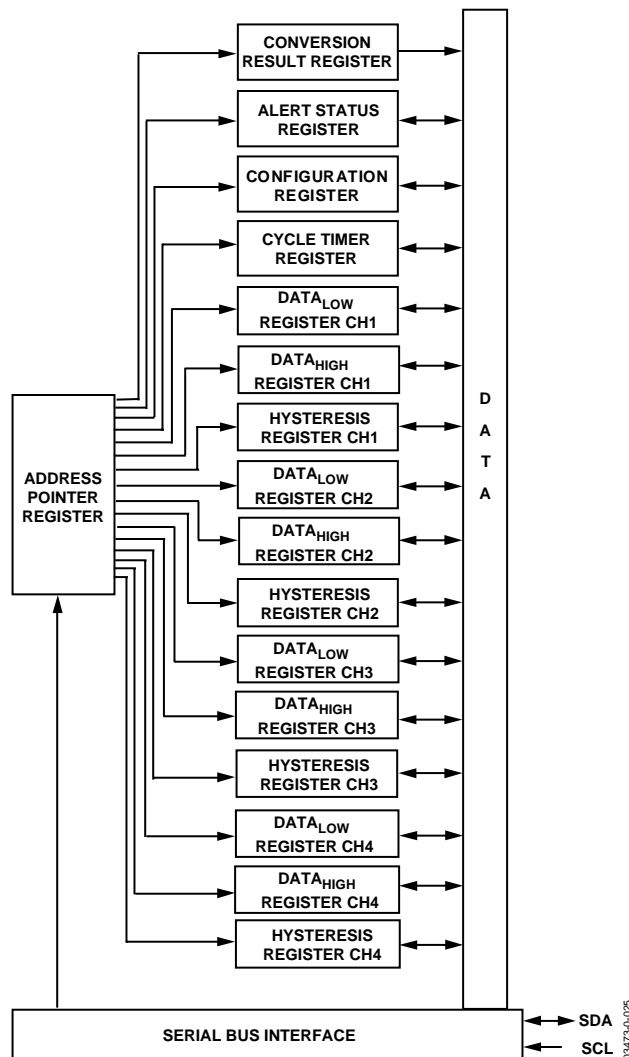 CONVERSION
RESULT REGISTER
ALERT STATUS
REGISTER
CONFIGURATION
REGISTER
CYCLE TIMER
REGISTER
DATALOW
REGISTER CH1
DATAHIGH
REGISTER CH1
HYSTERESIS
REGISTER CH1
DATALOW
REGISTER CH2
DATAHIGH
REGISTER CH2
HYSTERESIS
REGISTER CH2
DATALOW
REGISTER CH3
DATAHIGH
REGISTER CH3
HYSTERESIS
REGISTER CH3
DATALOW
REGISTER CH4
DATAHIGH
REGISTER CH4
HYSTERESIS
REGISTER CH4
ADDRESS
POINTER
REGISTER
D
A
T
A
SERIAL BUS INTERFACE
SDA
SCL